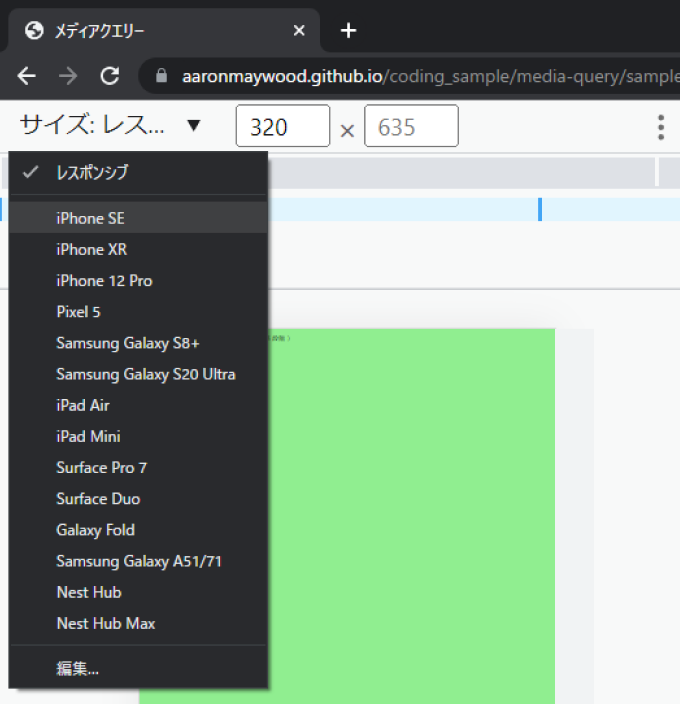 メディアクエリー
aaronmaywood.github.io/coding_sample/media-query/sample
サイズ: レス...
320 × 635
レスポンシブ
iPhone SE
iPhone XR
iPhone 12 Pro
Pixel 5
Samsung Galaxy S8+
Samsung Galaxy S20 Ultra
iPad Air
iPad Mini
Surface Pro 7
Surface Duo
Galaxy Fold
Samsung Galaxy A51/71
Nest Hub
Nest Hub Max
編集...